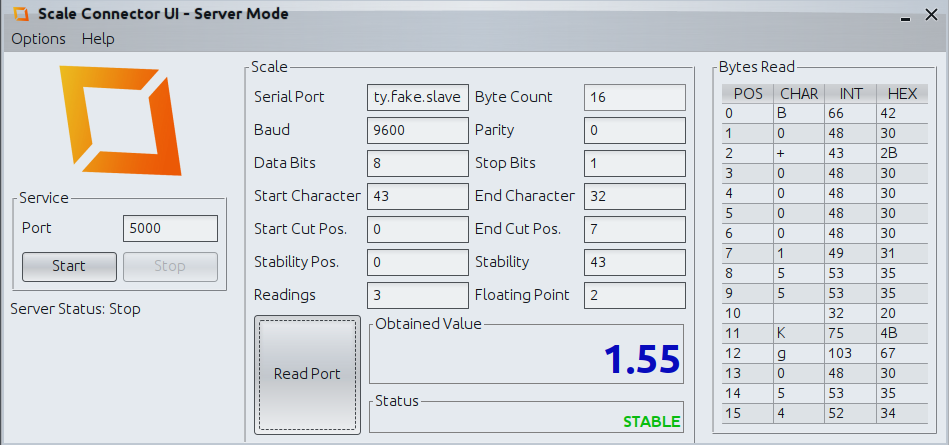 Scale Connector UI - Server Mode
Options Help
Service
Port 5000
Start Stop
Server Status: Stop
Scale
Serial Port ty.fake.slave Byte Count 16
Baud 9600 Parity 0
Data Bits 8 Stop Bits 1
Start Character 43 End Character 32
Start Cut Pos. 0 End Cut Pos. 7
Stability Pos. 0 Stability 43
Readings 3 Floating Point 2
Read Port
Obtained Value
1.55
Status
STABLE
Bytes Read
POS CHAR INT HEX
0 B 66 42
1 0 48 30
2 + 43 2B
3 0 48 30
4 0 48 30
5 0 48 30
6 0 48 30
7 1 49 31
8 5 53 35
9 5 53 35
10 32 20
11 K 75 4B
12 g 103 67
13 0 48 30
14 5 53 35
15 4 52 34